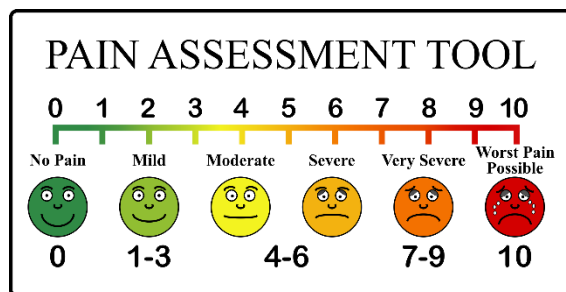 PAIN ASSESSMENT TOOL
0 1 2 3 4 5 6 7 8 9 10
No Pain Mild Moderate Severe Very Severe Worst Pain Possible
0 1-3 4-6 7-9 10